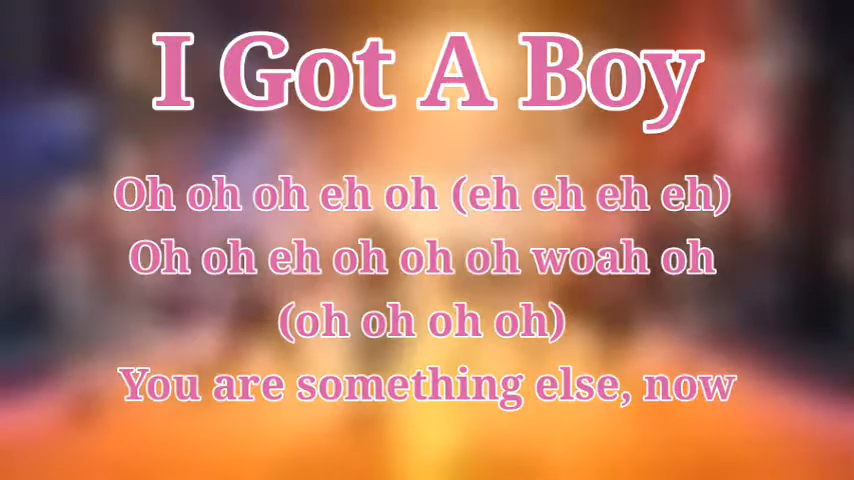 I Got A Boy
Oh oh oh eh oh (eh eh eh eh)
Oh oh eh oh oh oh woah oh
(oh oh oh oh)
You are something else, now